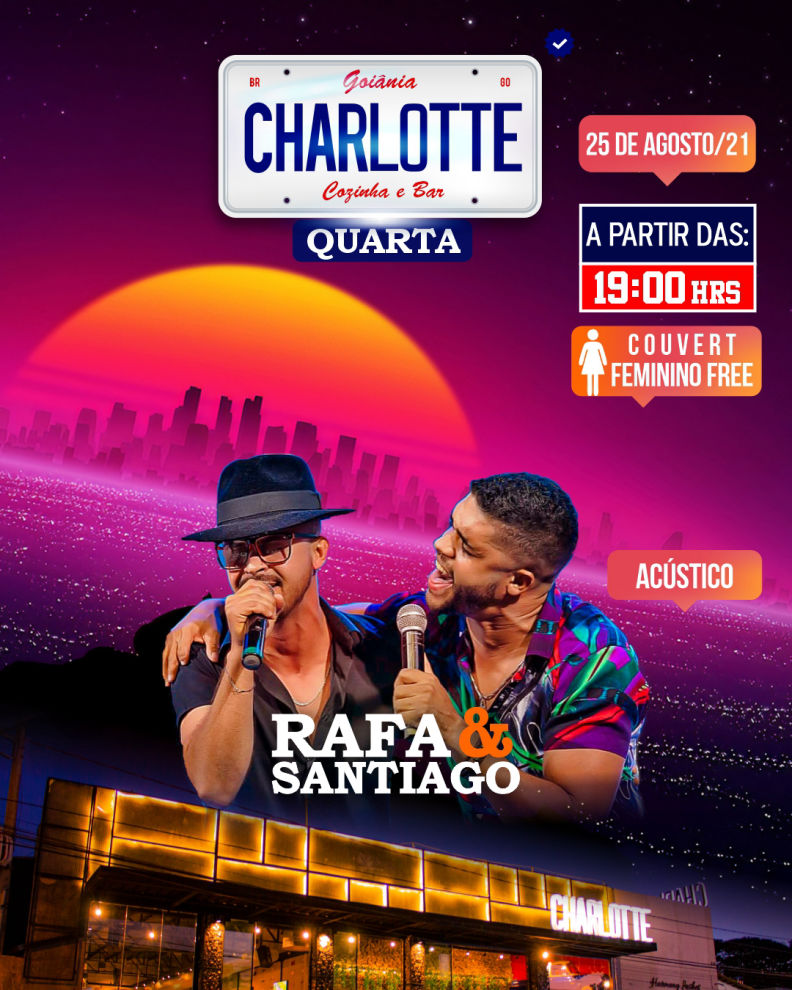 BR Goiânia GO
CHARLOTTE
Cozinha e Bar
QUARTA
25 DE AGOSTO/21
A PARTIR DAS:
19:00 HRS
COUVERT
FEMININO FREE
ACÚSTICO
RAFA &
SANTIAGO
CHARLOTTE